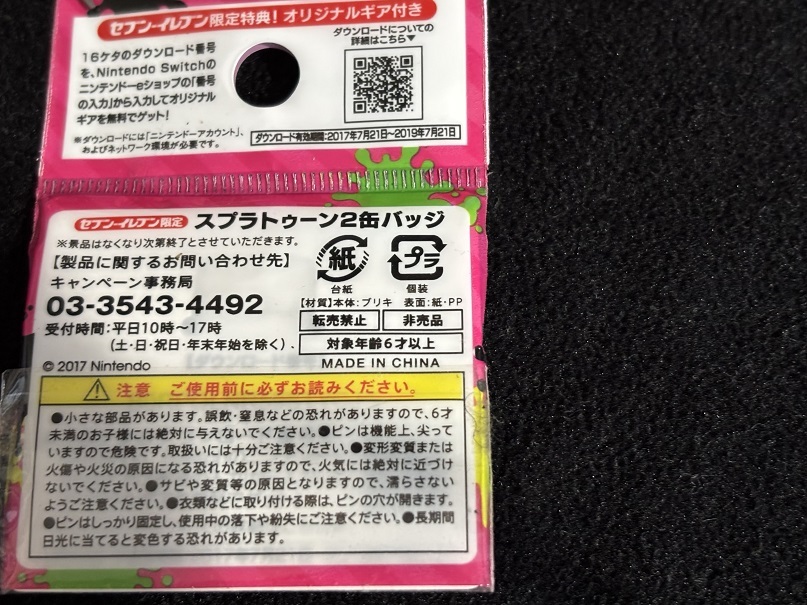 セブン-イレブン限定特典!オリジナルギア付き
16ケタのダウンロード番号
を、Nintendo Switchの
ニンテンドーeショップの「番号
の入力」から入力してオリジナル
ギアを無料でゲット!
ダウンロードについての
詳細はこちら▼
※ダウンロードには「ニンテンドーアカウント」、
およびネットワーク環境が必要です。
ダウンロード有効期間:2017年7月21日~2019年7月21日
セブン-イレブン限定 スプラトゥーン2缶バッジ
※景品はなくなり次第終了とさせていただきます。
【製品に関するお問い合わせ先】
キャンペーン事務局
03-3543-4492
受付時間:平日10時~17時
(土・日・祝日・年末年始を除く)、
© 2017 Nintendo
紙 プラ
台紙 個装
【材質】本体:ブリキ 表面:紙・PP
転売禁止 非売品
対象年齢6才以上
MADE IN CHINA
注意 ご使用前に必ずお読みください。
●小さな部品があります。誤飲・窒息などの恐れがありますので、6才
未満のお子様には絶対に与えないでください。●ピンは機能上、尖って
いますので危険です。取扱いには十分ご注意ください。●変形変質または
火傷や火災の原因になる恐れがありますので、火気には絶対に近づけ
ないでください。●サビや変質等の原因となりますので、濡らさない
ようご注意ください。●衣類などに取り付ける際は、ピンの穴が開きます。
●ピンはしっかり固定し、使用中の落下や紛失にご注意ください。●長期間
日光に当てると変色する恐れがあります。